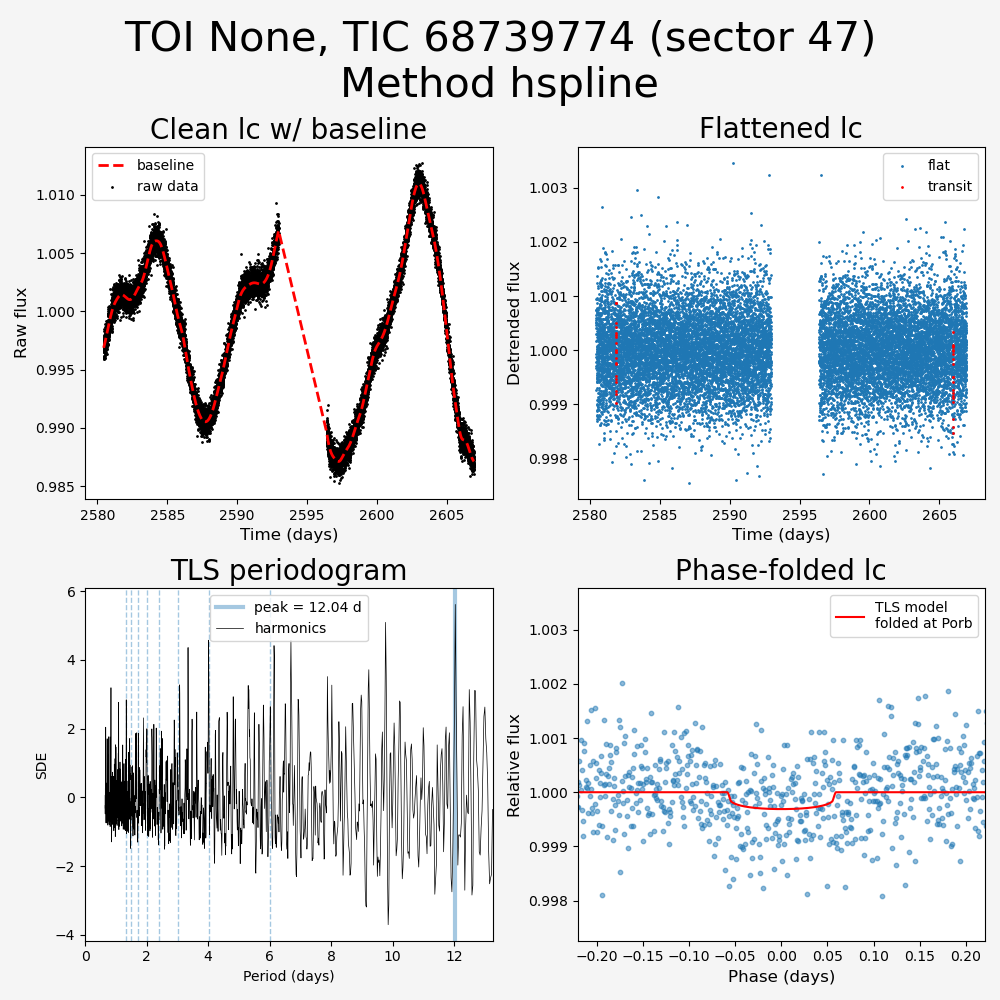 TOI None, TIC 68739774 (sector 47)
Method hspline
Clean lc w/ baseline
baseline
raw data
1.010
1.005
1.000
0.995
0.990
0.985
Raw flux
2580 2585 2590 2595 2600 2605
Time (days)
Flattened lc
flat
transit
1.003
1.002
1.001
1.000
0.999
0.998
Detrended flux
2580 2585 2590 2595 2600 2605
Time (days)
TLS periodogram
peak = 12.04 d
harmonics
6
4
2
0
−2
−4
SDE
0 2 4 6 8 10 12
Period (days)
Phase-folded lc
TLS model
folded at Porb
1.003
1.002
1.001
1.000
0.999
0.998
Relative flux
−0.20 −0.15 −0.10 −0.05 0.00 0.05 0.10 0.15 0.20
Phase (days)